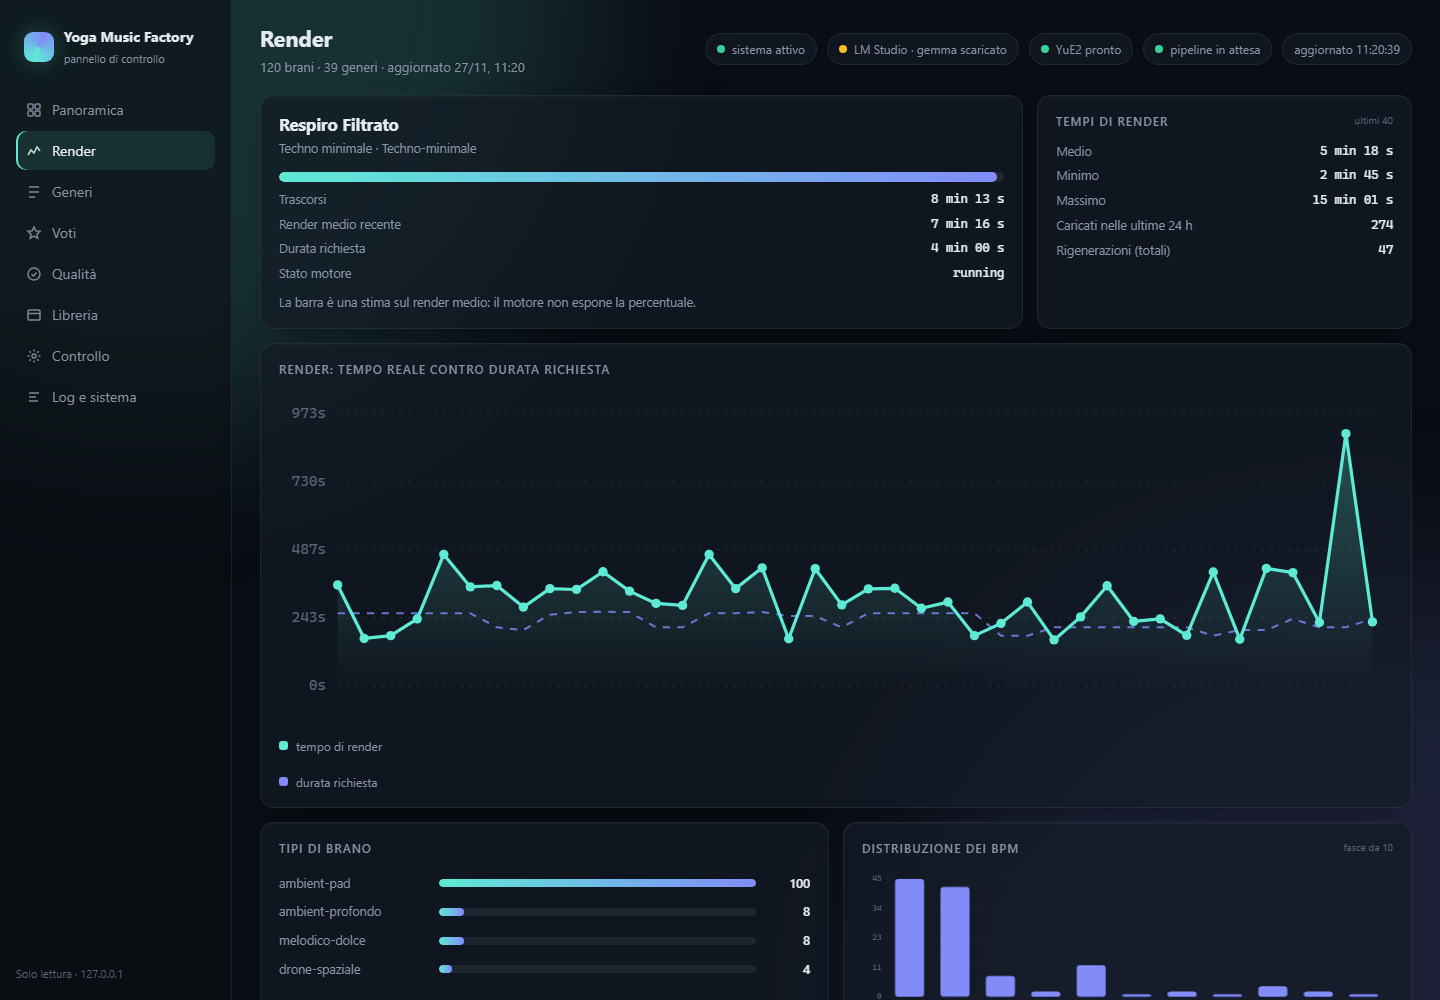 Yoga Music Factory
pannello di controllo
Panoramica
Render
Generi
Voti
Qualità
Libreria
Controllo
Log e sistema
Solo lettura · 127.0.0.1
Render
120 brani · 39 generi · aggiornato 27/11, 11:20
sistema attivo
LM Studio · gemma scaricato
YuE2 pronto
pipeline in attesa
aggiornato 11:20:39
Respiro Filtrato
Techno minimale · Techno-minimale
Trascorsi 8 min 13 s
Render medio recente 7 min 16 s
Durata richiesta 4 min 00 s
Stato motore running
La barra è una stima sul render medio: il motore non espone la percentuale.
TEMPI DI RENDER ultimi 40
Medio 5 min 18 s
Minimo 2 min 45 s
Massimo 15 min 01 s
Caricati nelle ultime 24 h 274
Rigenerazioni (totali) 47
RENDER: TEMPO REALE CONTRO DURATA RICHIESTA
973s
730s
487s
243s
0s
tempo di render
durata richiesta
TIPI DI BRANO
ambient-pad 100
ambient-profondo 8
melodico-dolce 8
drone-spaziale 4
DISTRIBUZIONE DEI BPM fasce da 10
45
34
23
11
0